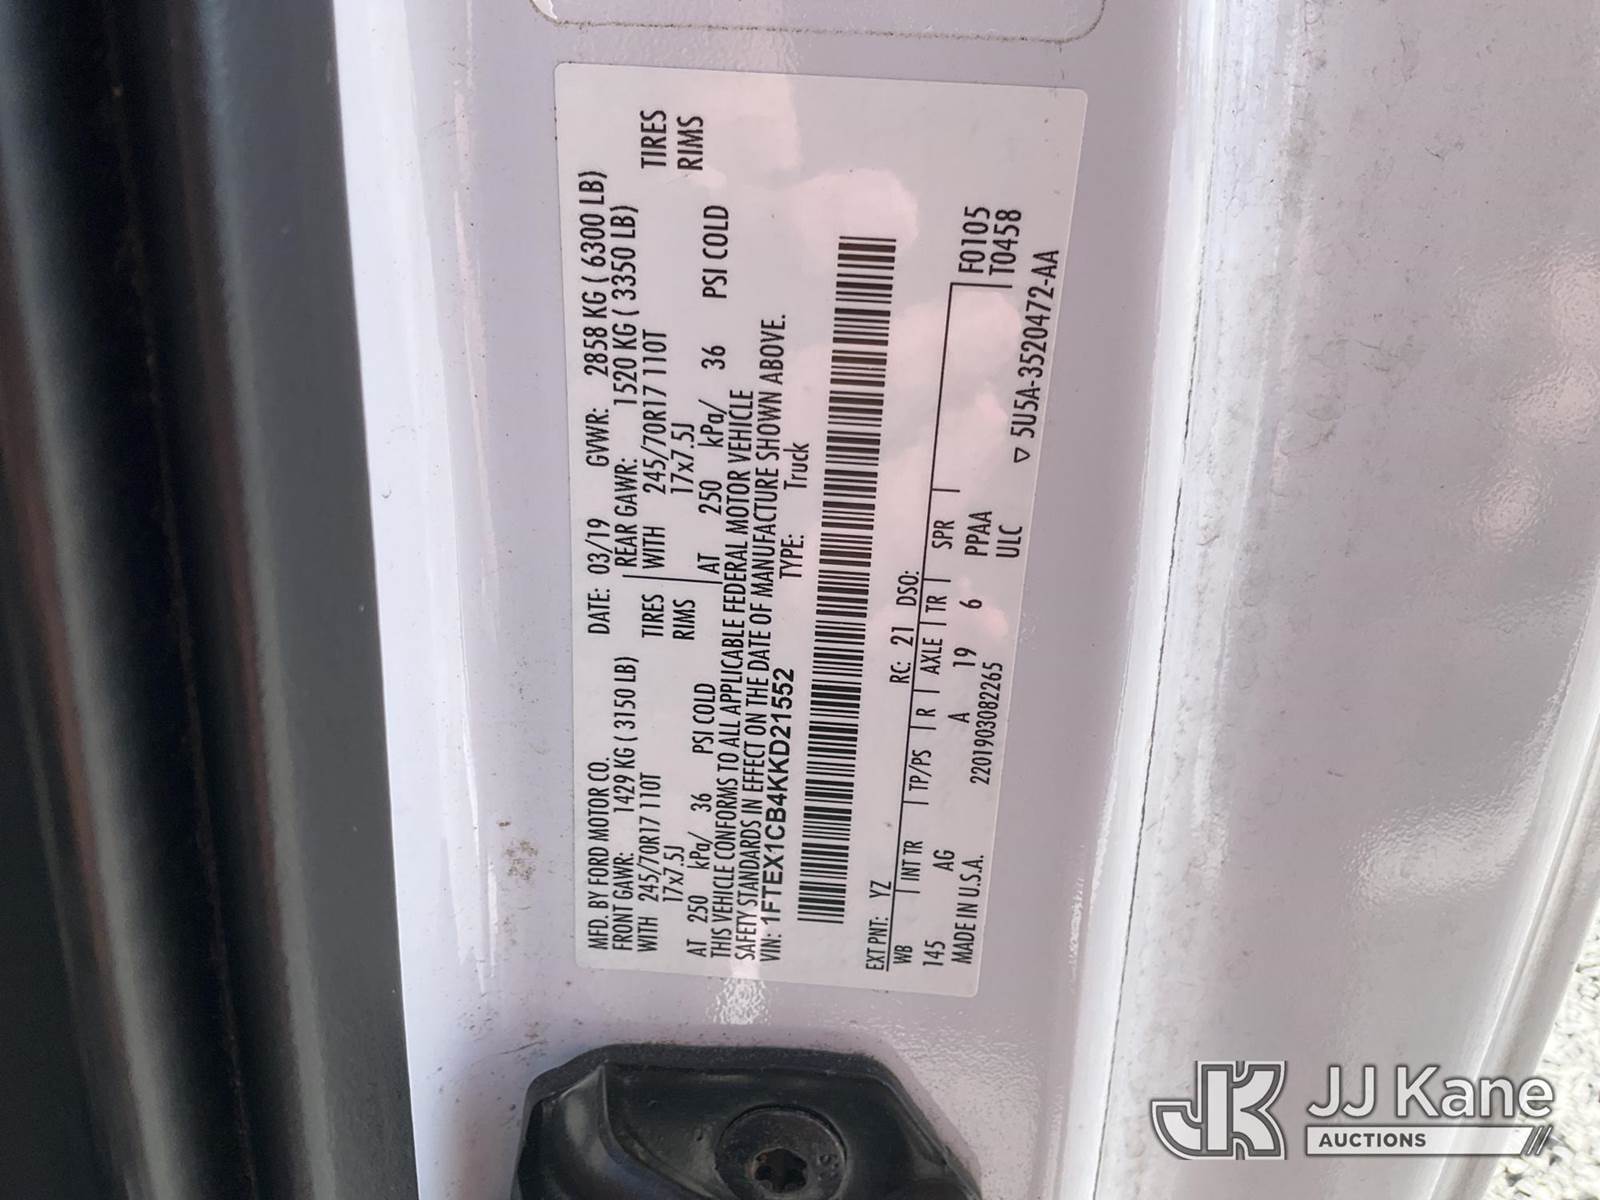 MFD. BY FORD MOTOR CO. DATE: 03/19 GVWR: 2858 KG ( 6300 LB)
FRONT GAWR: 1429 KG ( 3150 LB) REAR GAWR: 1520 KG ( 3350 LB)
WITH 245/70R17 110T TIRES WITH 245/70R17 110T TIRES
17x7.5J RIMS 17x7.5J RIMS
AT 250 kPa/ 36 PSI COLD AT 250 kPa/ 36 PSI COLD
THIS VEHICLE CONFORMS TO ALL APPLICABLE FEDERAL MOTOR VEHICLE
SAFETY STANDARDS IN EFFECT ON THE DATE OF MANUFACTURE SHOWN ABOVE.
VIN: 1FTEX1CB4KKD21552 TYPE: Truck
EXT PNT: YZ RC: 21 DSO: F0105
WB INT TR TP/PS R AXLE TR SPR T0458
145 AG A 19 6 PPAA
MADE IN U.S.A. 220190308​2265 ULC
▽ 5U5A-3520472-AA
JK JJ Kane
AUCTIONS